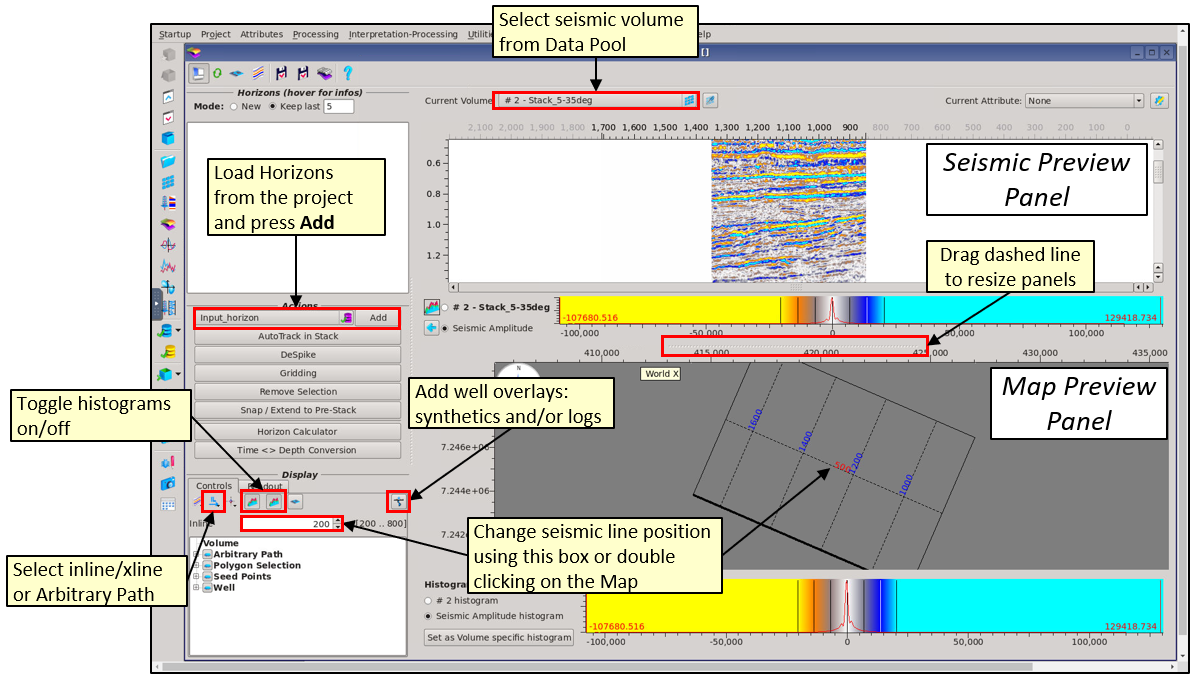 Select seismic volume
from Data Pool
Startup Project Attributes Processing Interpretation-Processing
[]
Horizons (hover for infos)
Mode: New Keep last 5
Current Volume # 2 - Stack_5-35deg
Current Attribute: None
2,100 2,000 1,900 1,800 1,700 1,600 1,500 1,400 1,300 1,200 1,100 1,000 900 800 700 600 500 400 300 200 100 0
0.6
0.8
1.0
1.2
Seismic Preview
Panel
Load Horizons
from the project
and press Add
Drag dashed line
to resize panels
Actions
Input_horizon Add
AutoTrack in Stack
DeSpike
Gridding
Remove Selection
Snap / Extend to Pre-Stack
Horizon Calculator
Time <> Depth Conversion
# 2 - Stack_5-35deg
Seismic Amplitude
-107680.516 129418.734
-100,000 -50,000 0 50,000 100,000
410,000 415,000 420,000 425,000 430,000 435,000
N
World X
Map Preview
Panel
1600
1400
500
1200
1000
7.246e+06
7.244e+06
Toggle histograms
on/off
Add well overlays:
synthetics and/or logs
Display
Controls
200 [200 .. 800]
Change seismic line position
using this box or double
clicking on the Map
Select inline/xline
or Arbitrary Path
Volume
Arbitrary Path
Polygon Selection
Seed Points
Well
# 2 histogram
Seismic Amplitude histogram
Set as Volume specific histogram
-107680.516 129418.734
-100,000 -50,000 0 50,000 100,000